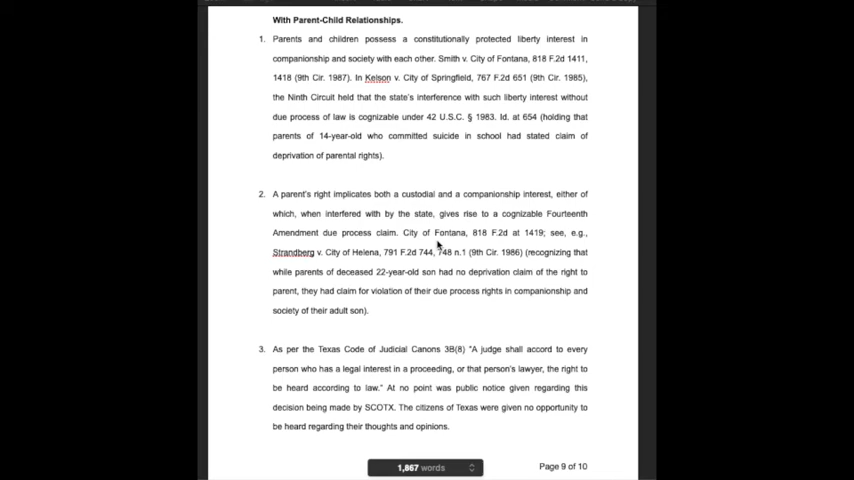 With Parent-Child Relationships.
1. Parents and children possess a constitutionally protected liberty interest in
companionship and society with each other. Smith v. City of Fontana, 818 F.2d 1411,
1418 (9th Cir. 1987). In Kelson v. City of Springfield, 767 F.2d 651 (9th Cir. 1985),
the Ninth Circuit held that the state's interference with such liberty interest without
due process of law is cognizable under 42 U.S.C. § 1983. Id. at 654 (holding that
parents of 14-year-old who committed suicide in school had stated claim of
deprivation of parental rights).
2. A parent's right implicates both a custodial and a companionship interest, either of
which, when interfered with by the state, gives rise to a cognizable Fourteenth
Amendment due process claim. City of Fontana, 818 F.2d at 1419; see, e.g.,
Strandberg v. City of Helena, 791 F.2d 744, 748 n.1 (9th Cir. 1986) (recognizing that
while parents of deceased 22-year-old son had no deprivation claim of the right to
parent, they had claim for violation of their due process rights in companionship and
society of their adult son).
3. As per the Texas Code of Judicial Canons 3B(8) "A judge shall accord to every
person who has a legal interest in a proceeding, or that person's lawyer, the right to
be heard according to law." At no point was public notice given regarding this
decision being made by SCOTX. The citizens of Texas were given no opportunity to
be heard regarding their thoughts and opinions.
1,867 words
Page 9 of 10